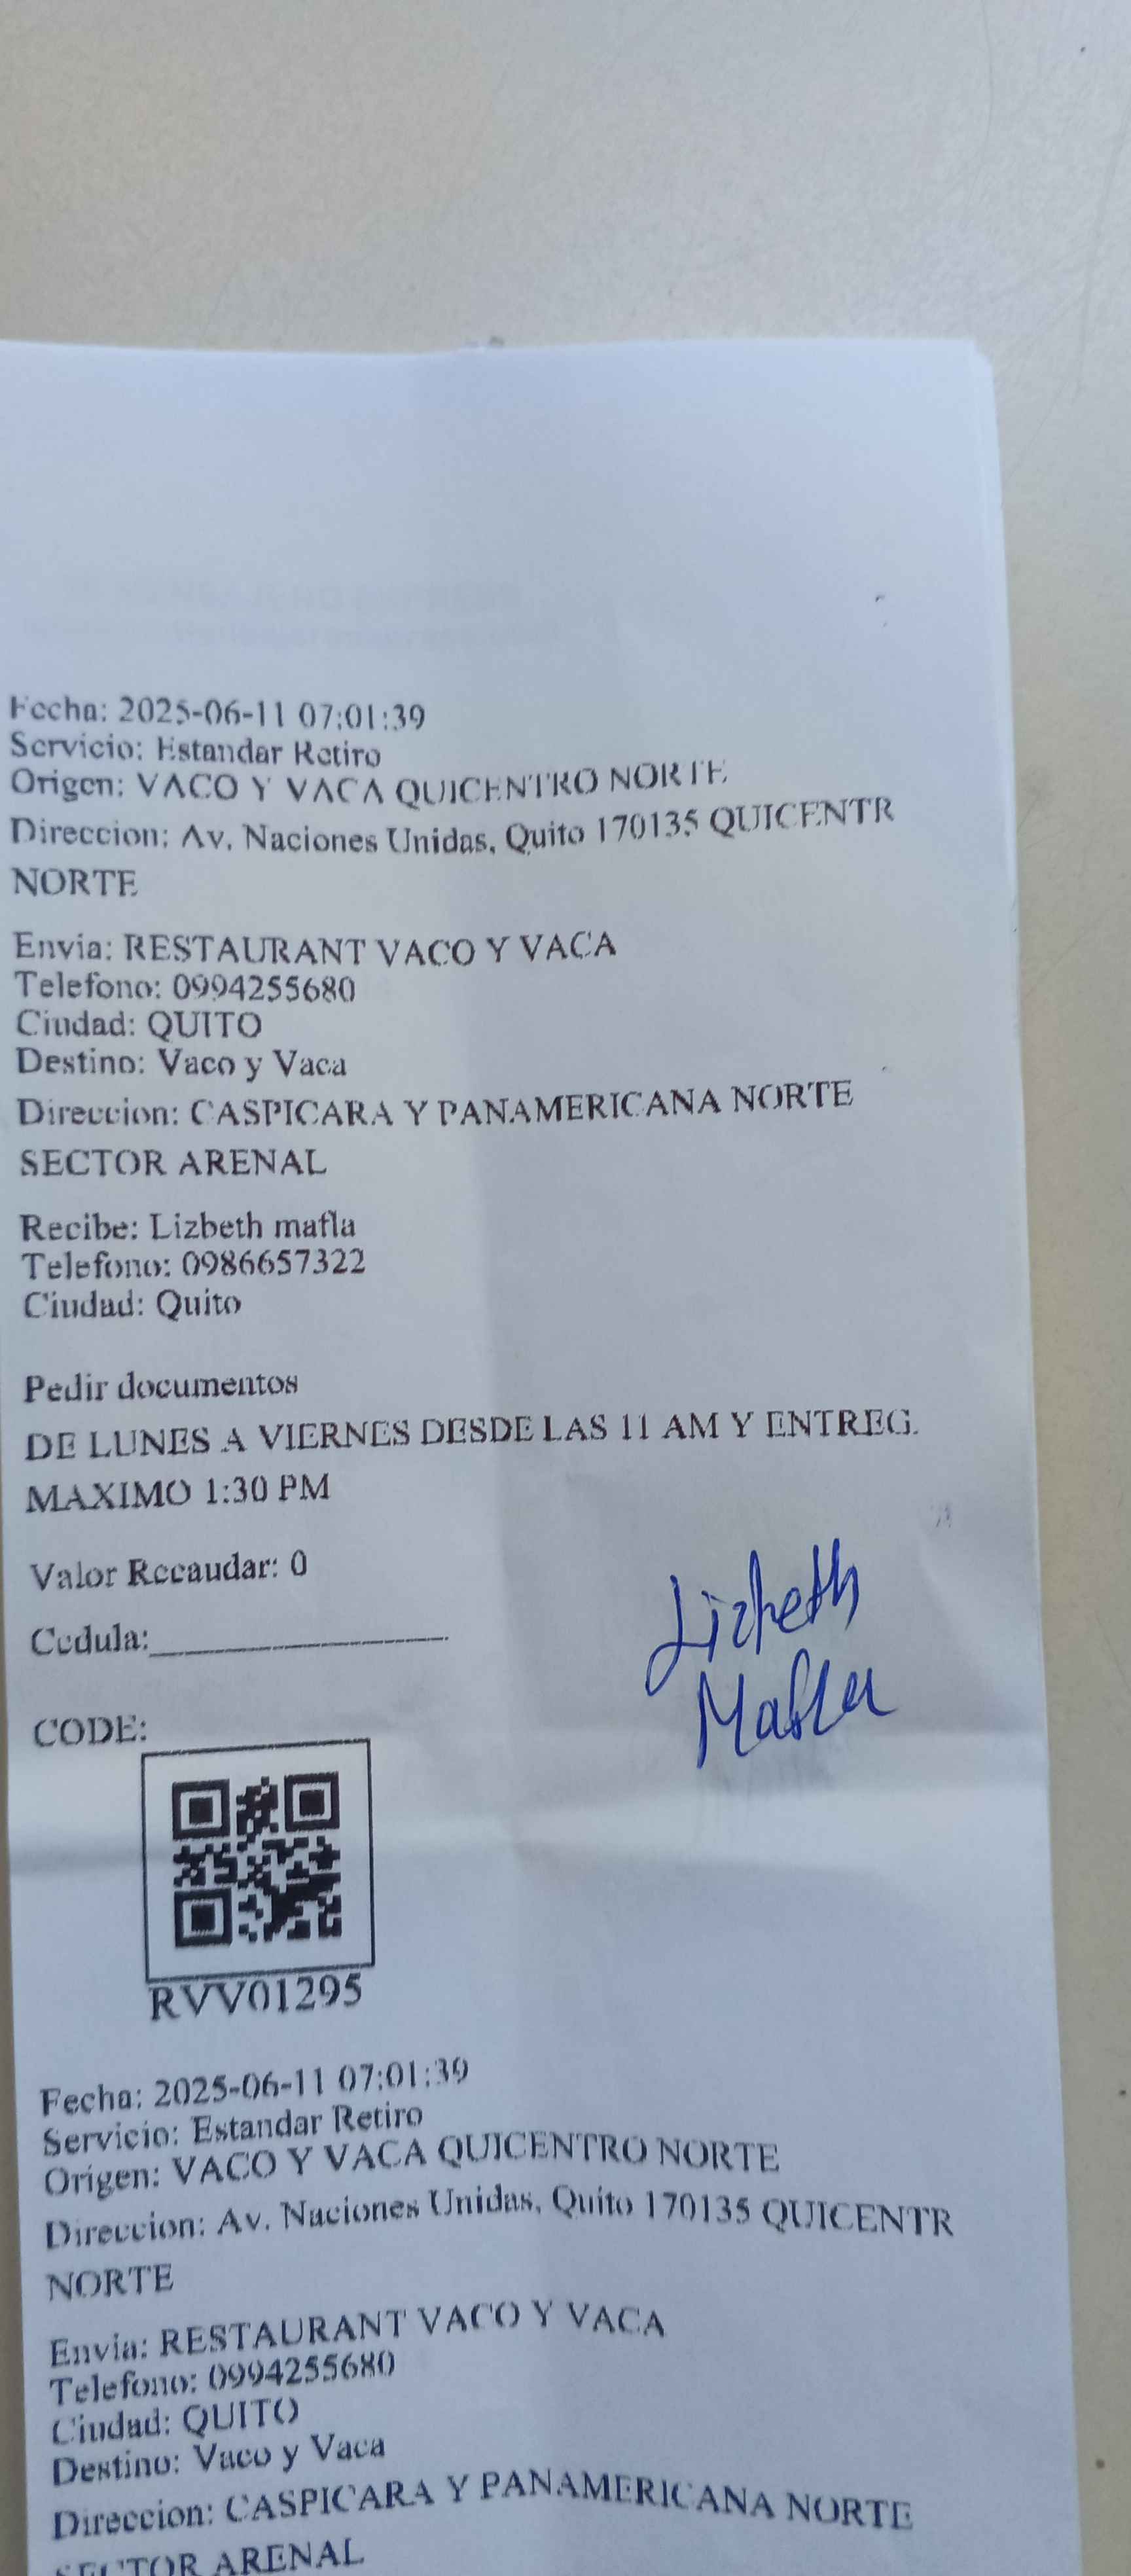 Fecha: 2025-06-11 07:01:39
Servicio: Estandar Retiro
Origen: VACO Y VACA QUICENTRO NORTE
Direccion: Av. Naciones Unidas, Quito 170135 QUICENTR
NORTE
Envia: RESTAURANT VACO Y VACA
Telefono: 0994255680
Ciudad: QUITO
Destino: Vaco y Vaca
Direccion: CASPICARA Y PANAMERICANA NORTE
SECTOR ARENAL
Recibe: Lizbeth mafla
Telefono: 0986657322
Ciudad: Quito
Pedir documentos
DE LUNES A VIERNES DESDE LAS 11 AM Y ENTREG.
MAXIMO 1:30 PM
Valor Recaudar: 0
Cedula:
Lizbeth
Mafla
CODE:
RVV01295
Fecha: 2025-06-11 07:01:39
Servicio: Estandar Retiro
Origen: VACO Y VACA QUICENTRO NORTE
Direccion: Av. Naciones Unidas, Quito 170135 QUICENTR
NORTE
Envia: RESTAURANT VACO Y VACA
Telefono: 0994255680
Ciudad: QUITO
Destino: Vaco y Vaca
Direccion: CASPICARA Y PANAMERICANA NORTE
SECTOR ARENAL